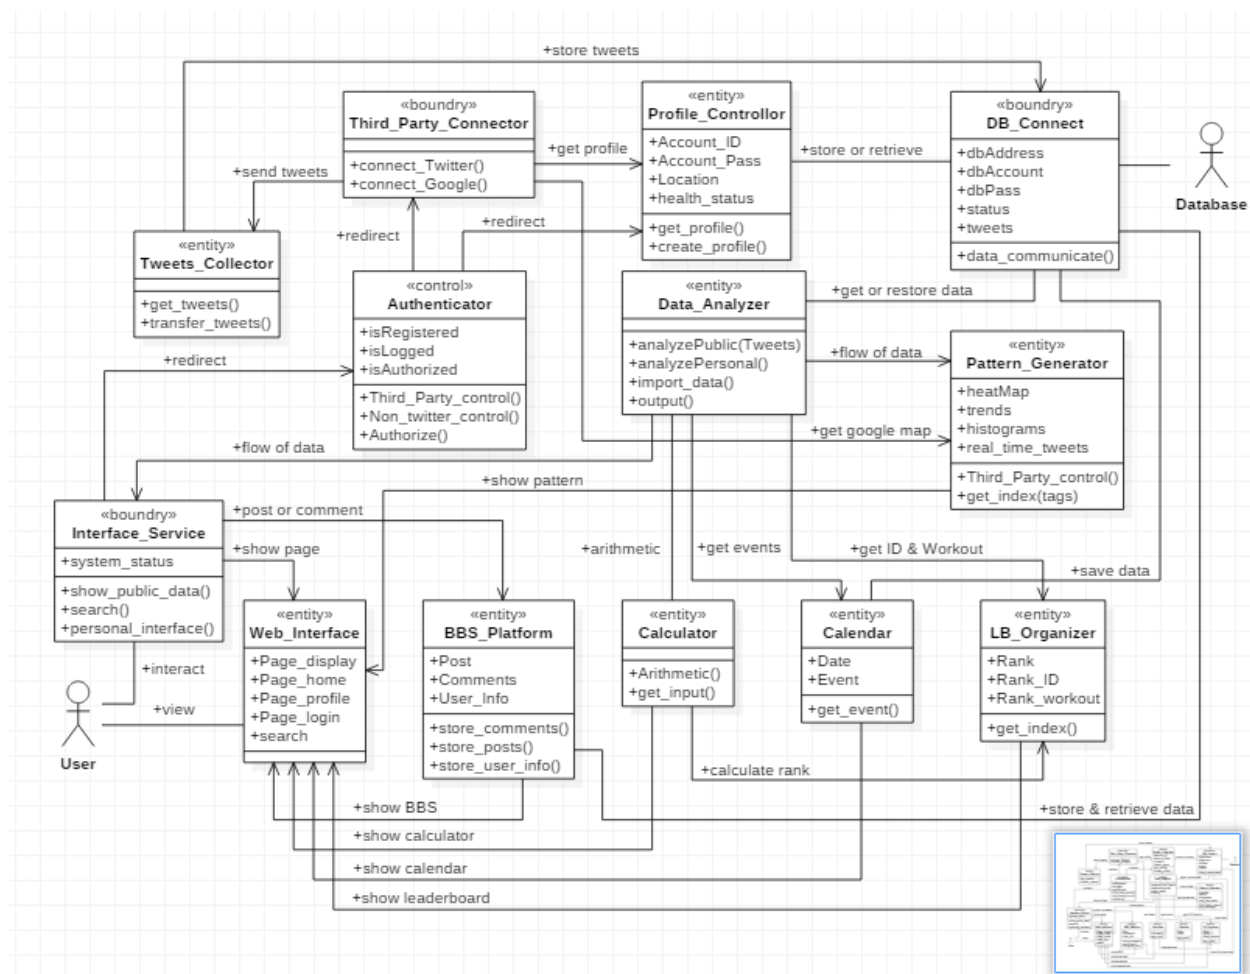 +store tweets
«boundry»
Third_Party_Connector
+connect_Twitter()
+connect_Google()
«entity»
Profile_Controllor
+Account_ID
+Account_Pass
+Location
+health_status
+get_profile()
+create_profile()
«boundry»
DB_Connect
+dbAddress
+dbAccount
+dbPass
+status
+tweets
+data_communicate()
Database
+get profile
+store or retrieve
+send tweets
+redirect
+redirect
«entity»
Tweets_Collector
+get_tweets()
+transfer_tweets()
«control»
Authenticator
+isRegistered
+isLogged
+isAuthorized
+Third_Party_control()
+Non_twitter_control()
+Authorize()
«entity»
Data_Analyzer
+analyzePublic(Tweets)
+analyzePersonal()
+import_data()
+output()
+get or restore data
+redirect
+flow of data
«entity»
Pattern_Generator
+heatMap
+trends
+histograms
+real_time_tweets
+Third_Party_control()
+get_index(tags)
+get google map
+flow of data
+show pattern
«boundry»
Interface_Service
+system_status
+show_public_data()
+search()
+personal_interface()
+post or comment
+show page
+arithmetic
+get events
+get ID & Workout
+save data
«entity»
Web_Interface
+Page_display
+Page_home
+Page_profile
+Page_login
+search
«entity»
BBS_Platform
+Post
+Comments
+User_Info
+store_comments()
+store_posts()
+store_user_info()
«entity»
Calculator
+Arithmetic()
+get_input()
«entity»
Calendar
+Date
+Event
+get_event()
«entity»
LB_Organizer
+Rank
+Rank_ID
+Rank_workout
+get_index()
+interact
+view
User
+calculate rank
+show BBS
+store & retrieve data
+show calculator
+show calendar
+show leaderboard